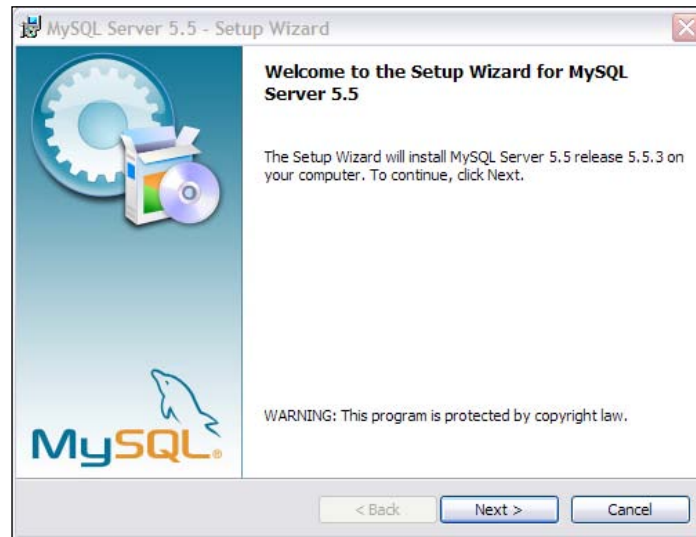 MySQL Server 5.5 - Setup Wizard
Welcome to the Setup Wizard for MySQL
Server 5.5
The Setup Wizard will install MySQL Server 5.5 release 5.5.3 on
your computer. To continue, click Next.
WARNING: This program is protected by copyright law.
MySQL®
< Back
Next >
Cancel